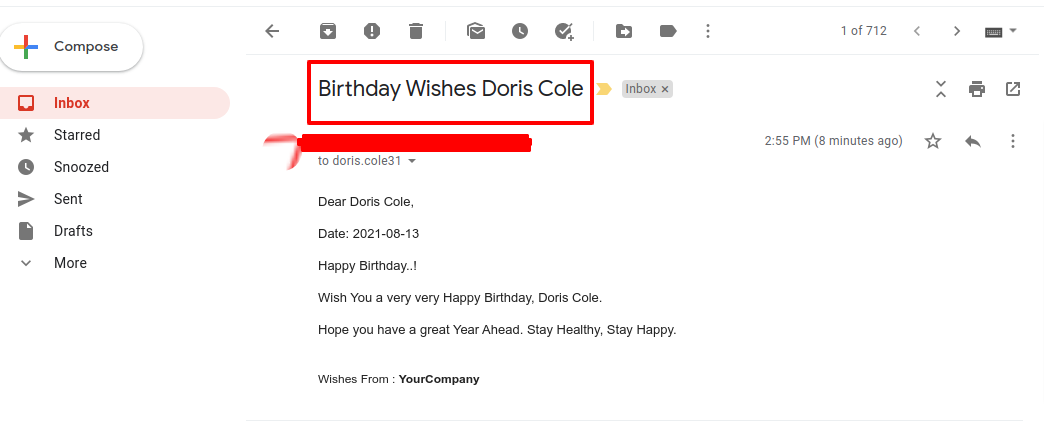 Compose
1 of 712
Inbox
Starred
Snoozed
Sent
Drafts
More
Birthday Wishes Doris Cole
Inbox ×
2:55 PM (8 minutes ago)
to doris.cole31
Dear Doris Cole,
Date: 2021-08-13
Happy Birthday..!
Wish You a very very Happy Birthday, Doris Cole.
Hope you have a great Year Ahead. Stay Healthy, Stay Happy.
Wishes From : YourCompany